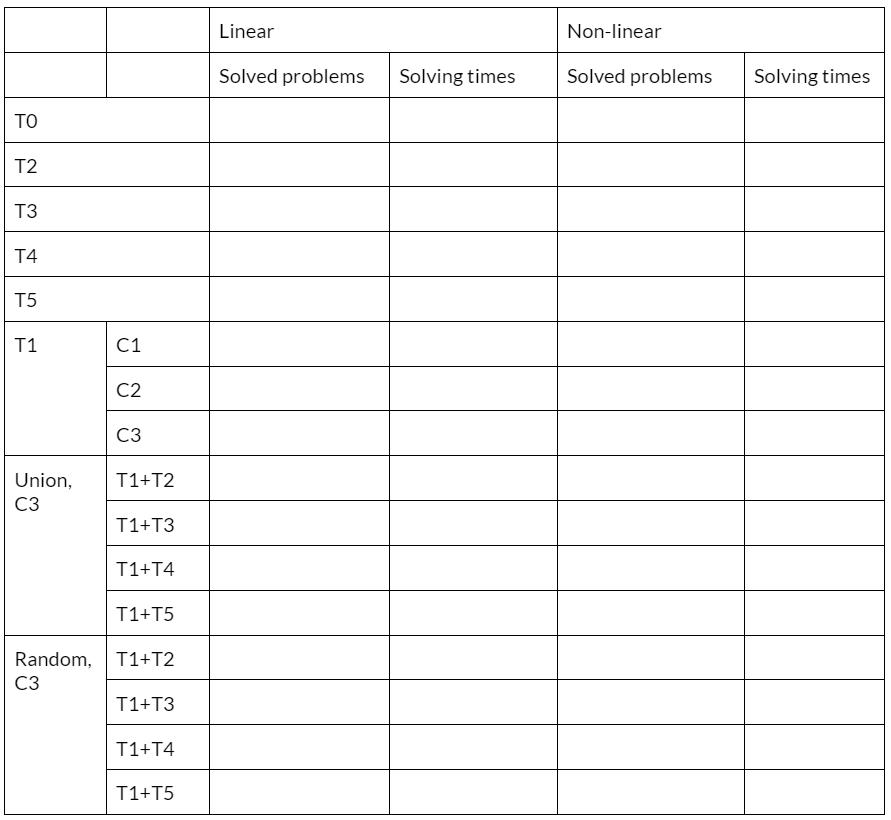 Linear Non-linear
Solved problems Solving times Solved problems Solving times
T0
T2
T3
T4
T5
T1 C1
C2
C3
Union, T1+T2
C3
T1+T3
T1+T4
T1+T5
Random, T1+T2
C3
T1+T3
T1+T4
T1+T5